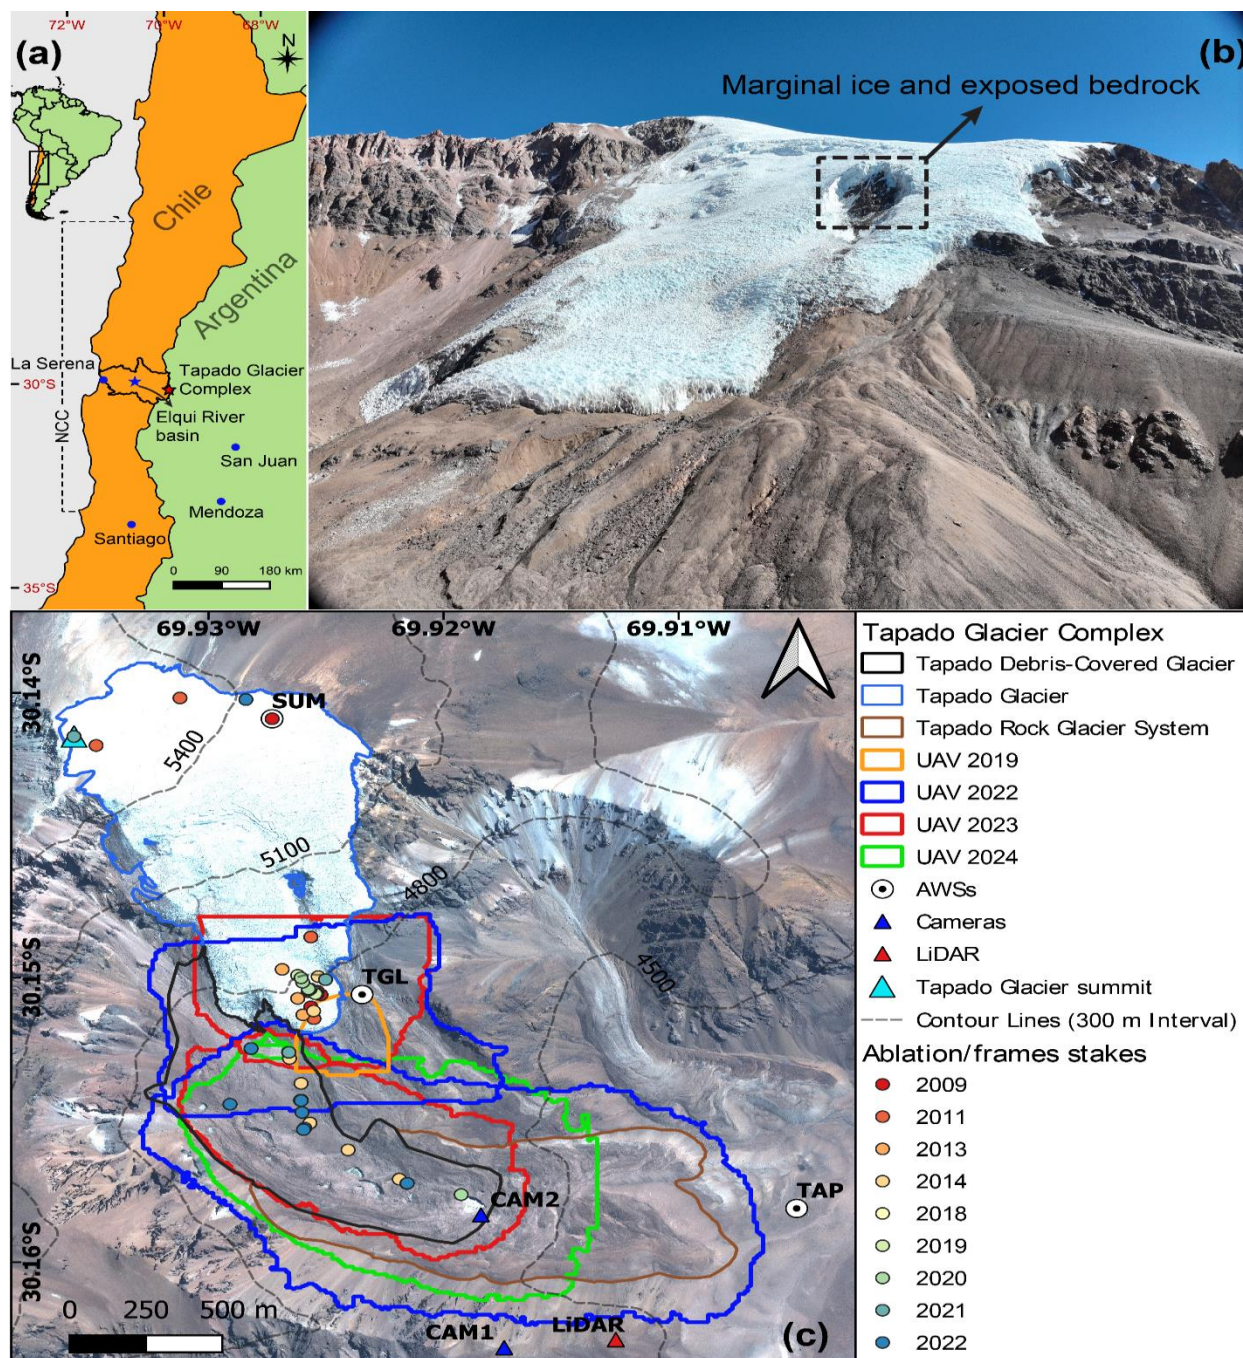 72°W 70°W 68°W
(a)
N
Chile
Argentina
La Serena
30°S
Tapado Glacier
Complex
Elqui River
basin
NCC
San Juan
Mendoza
Santiago
0 90 180 km
35°S
(b)
Marginal ice and exposed bedrock
69.93°W 69.92°W 69.91°W
30.14°S
30.15°S
30.16°S
SUM
5400
5100
4800
4500
TGL
TAP
CAM2
CAM1
LiDAR
0 250 500 m
(c)
Tapado Glacier Complex
Tapado Debris-Covered Glacier
Tapado Glacier
Tapado Rock Glacier System
UAV 2019
UAV 2022
UAV 2023
UAV 2024
AWSs
Cameras
LiDAR
Tapado Glacier summit
Contour Lines (300 m Interval)
Ablation/frames stakes
2009
2011
2013
2014
2018
2019
2020
2021
2022